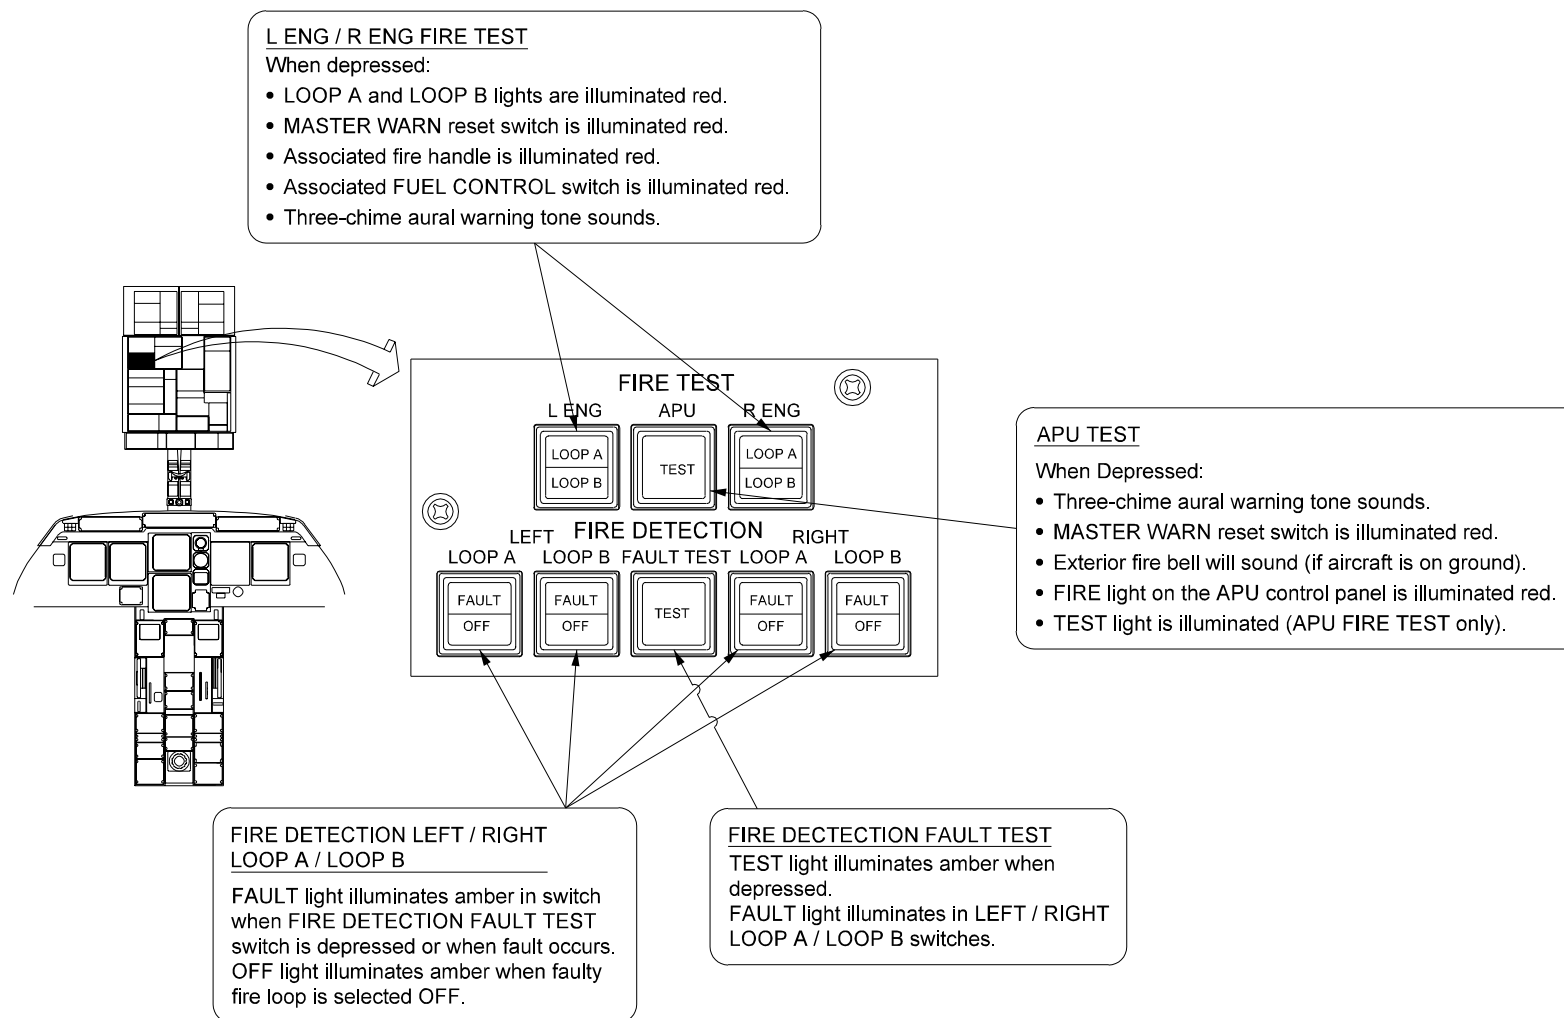 L ENG / R ENG FIRE TEST
When depressed:
• LOOP A and LOOP B lights are illuminated red.
• MASTER WARN reset switch is illuminated red.
• Associated fire handle is illuminated red.
• Associated FUEL CONTROL switch is illuminated red.
• Three-chime aural warning tone sounds.
FIRE TEST
L ENG APU R ENG
LOOP A TEST LOOP A
LOOP B LOOP B
FIRE DETECTION
LEFT RIGHT
LOOP A LOOP B FAULT TEST LOOP A LOOP B
FAULT FAULT TEST FAULT FAULT
OFF OFF OFF OFF
APU TEST
When Depressed:
• Three-chime aural warning tone sounds.
• MASTER WARN reset switch is illuminated red.
• Exterior fire bell will sound (if aircraft is on ground).
• FIRE light on the APU control panel is illuminated red.
• TEST light is illuminated (APU FIRE TEST only).
FIRE DETECTION LEFT / RIGHT
LOOP A / LOOP B
FAULT light illuminates amber in switch
when FIRE DETECTION FAULT TEST
switch is depressed or when fault occurs.
OFF light illuminates amber when faulty
fire loop is selected OFF.
FIRE DECTECTION FAULT TEST
TEST light illuminates amber when
depressed.
FAULT light illuminates in LEFT / RIGHT
LOOP A / LOOP B switches.